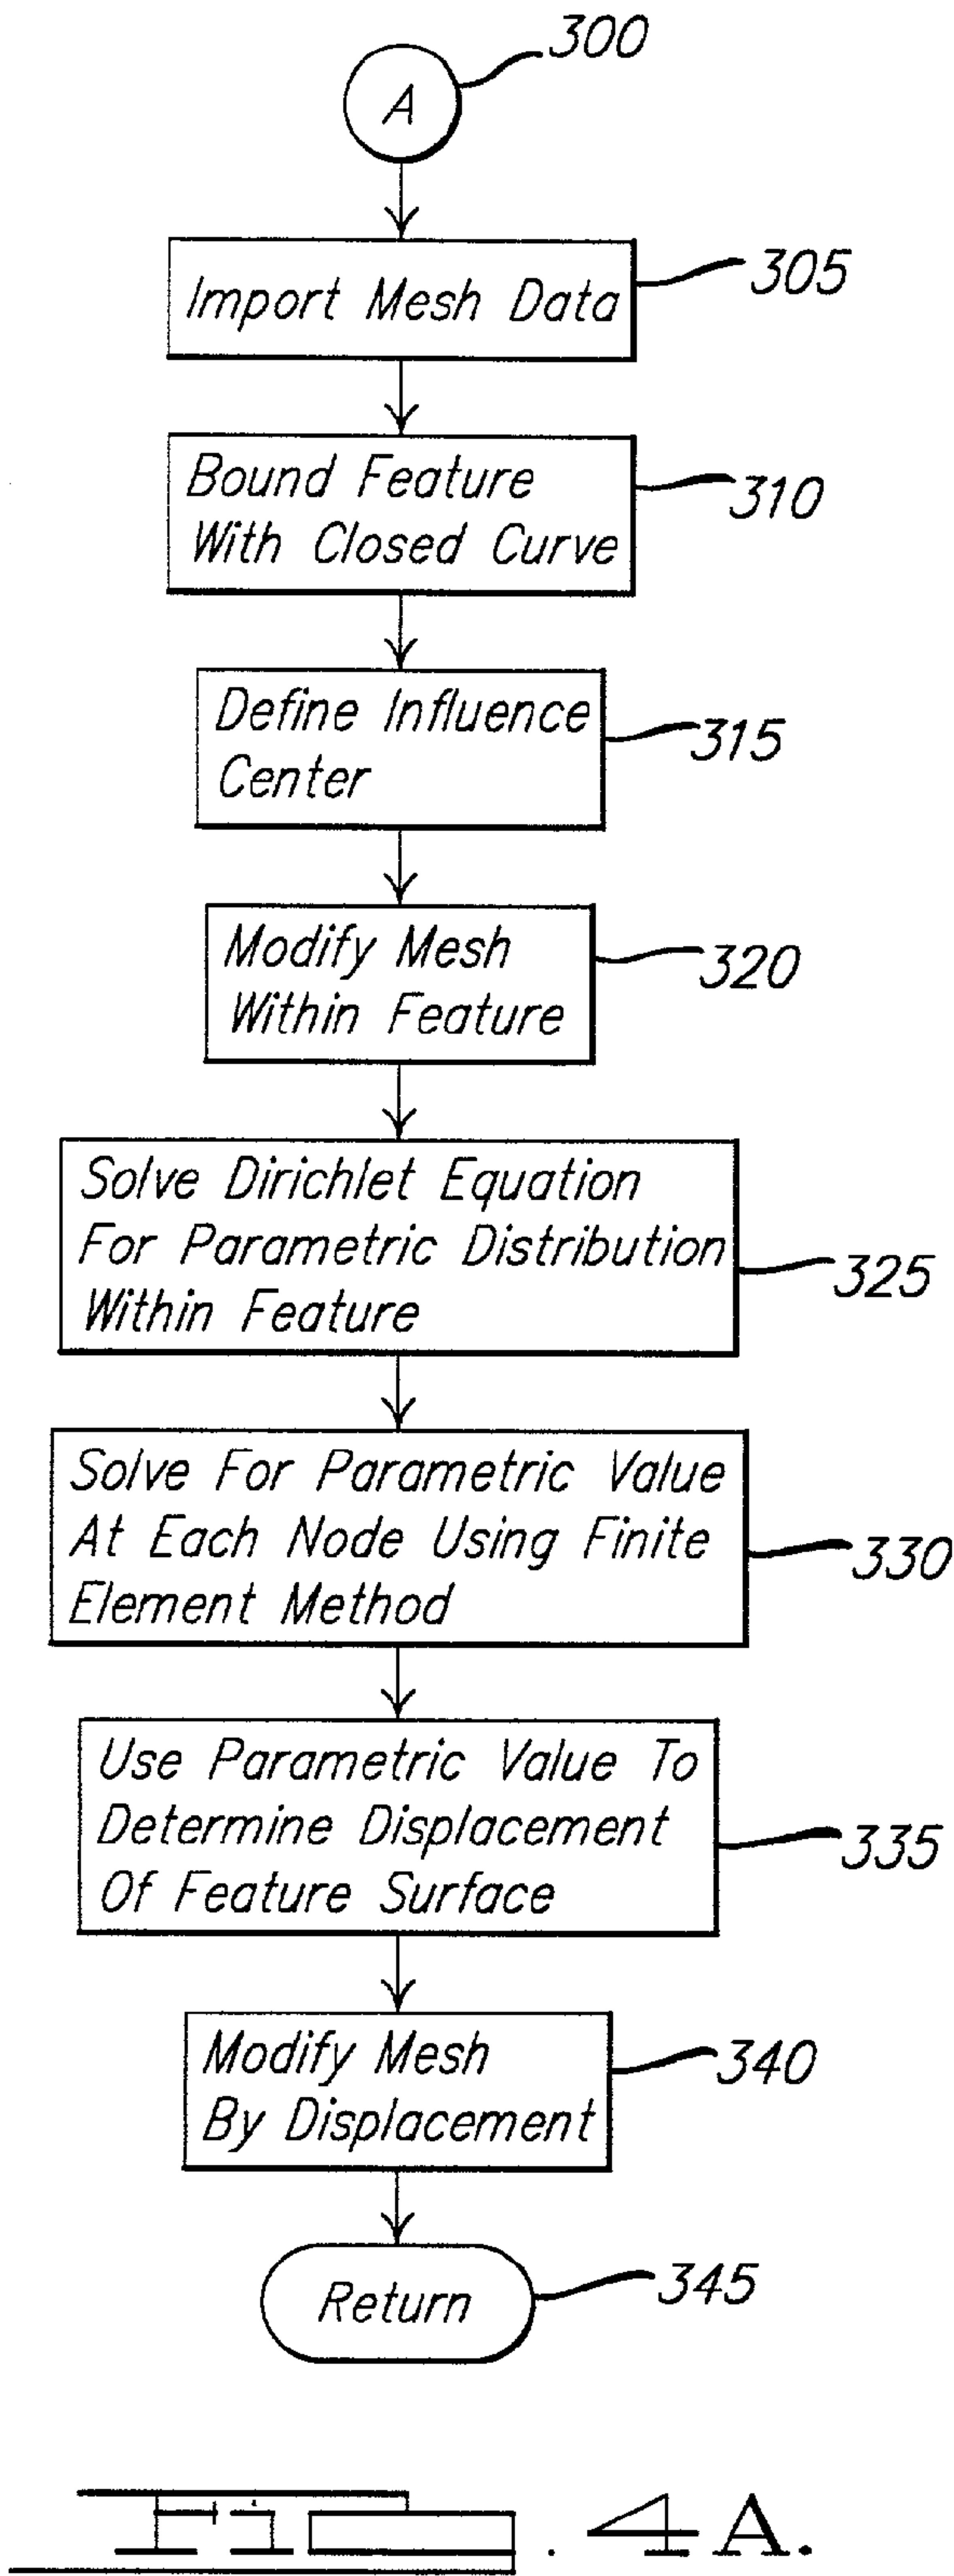 300
A
Import Mesh Data
305
Bound Feature
With Closed Curve
310
Define Influence
Center
315
Modify Mesh
Within Feature
320
Solve Dirichlet Equation
For Parametric Distribution
Within Feature
325
Solve For Parametric Value
At Each Node Using Finite
Element Method
330
Use Parametric Value To
Determine Displacement
Of Feature Surface
335
Modify Mesh
By Displacement
340
Return
345
. 4A.